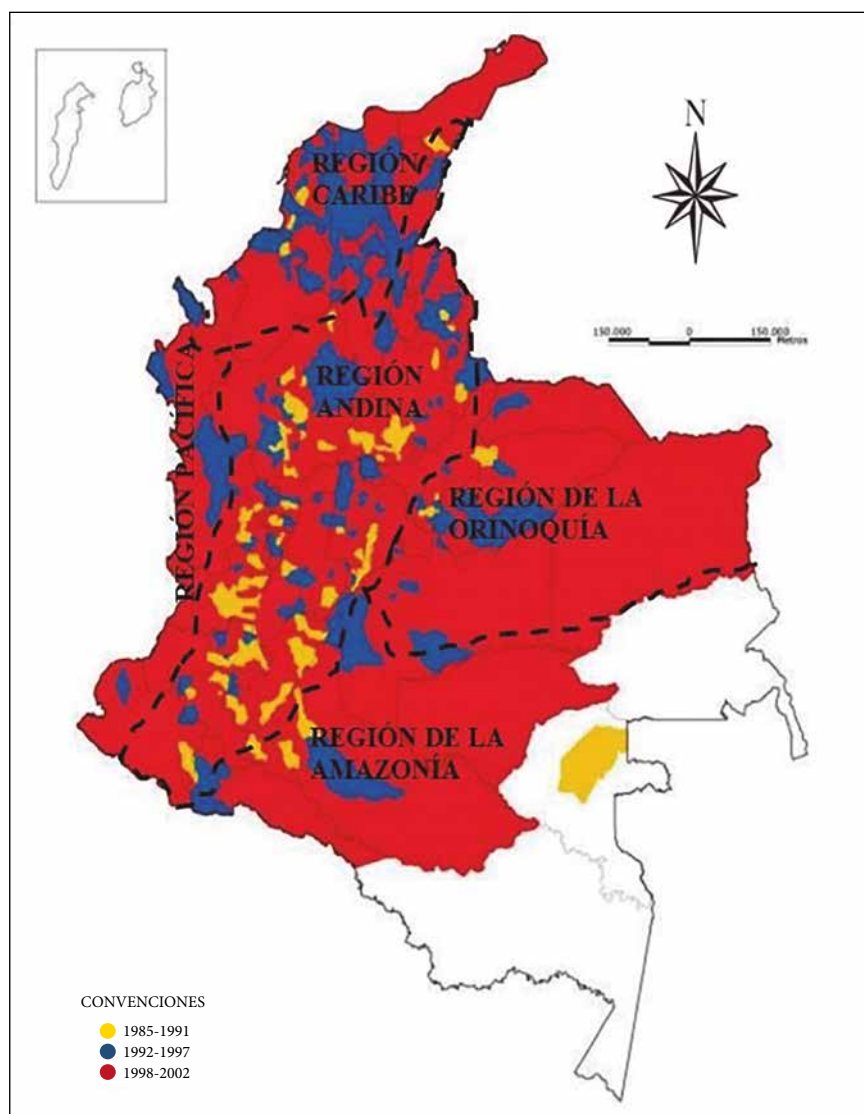 N
REGIÓN
CARIBE
150.000 0 150.000
Metros
REGIÓN PACIFICA
REGIÓN
ANDINA
REGIÓN DE LA
ORINOQUÍA
REGIÓN DE LA
AMAZONÍA
CONVENCIONES
1985-1991
1992-1997
1998-2002